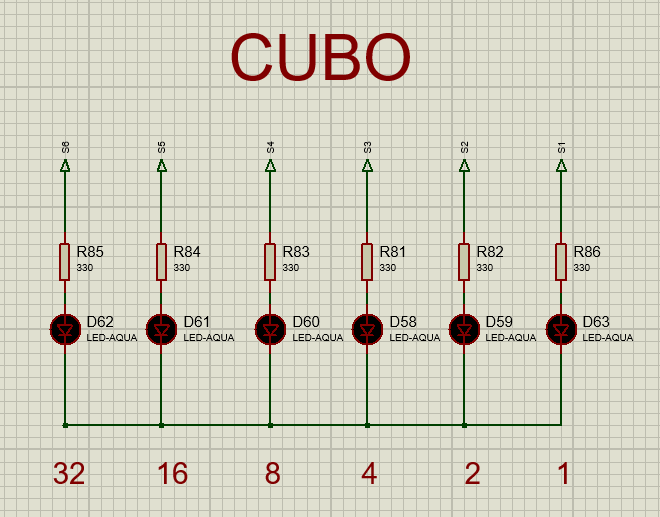 CUBO
S6 S5 S4 S3 S2 S1
R85 R84 R83 R81 R82 R86
330 330 330 330 330 330
D62 D61 D60 D58 D59 D63
LED-AQUA LED-AQUA LED-AQUA LED-AQUA LED-AQUA LED-AQUA
32 16 8 4 2 1